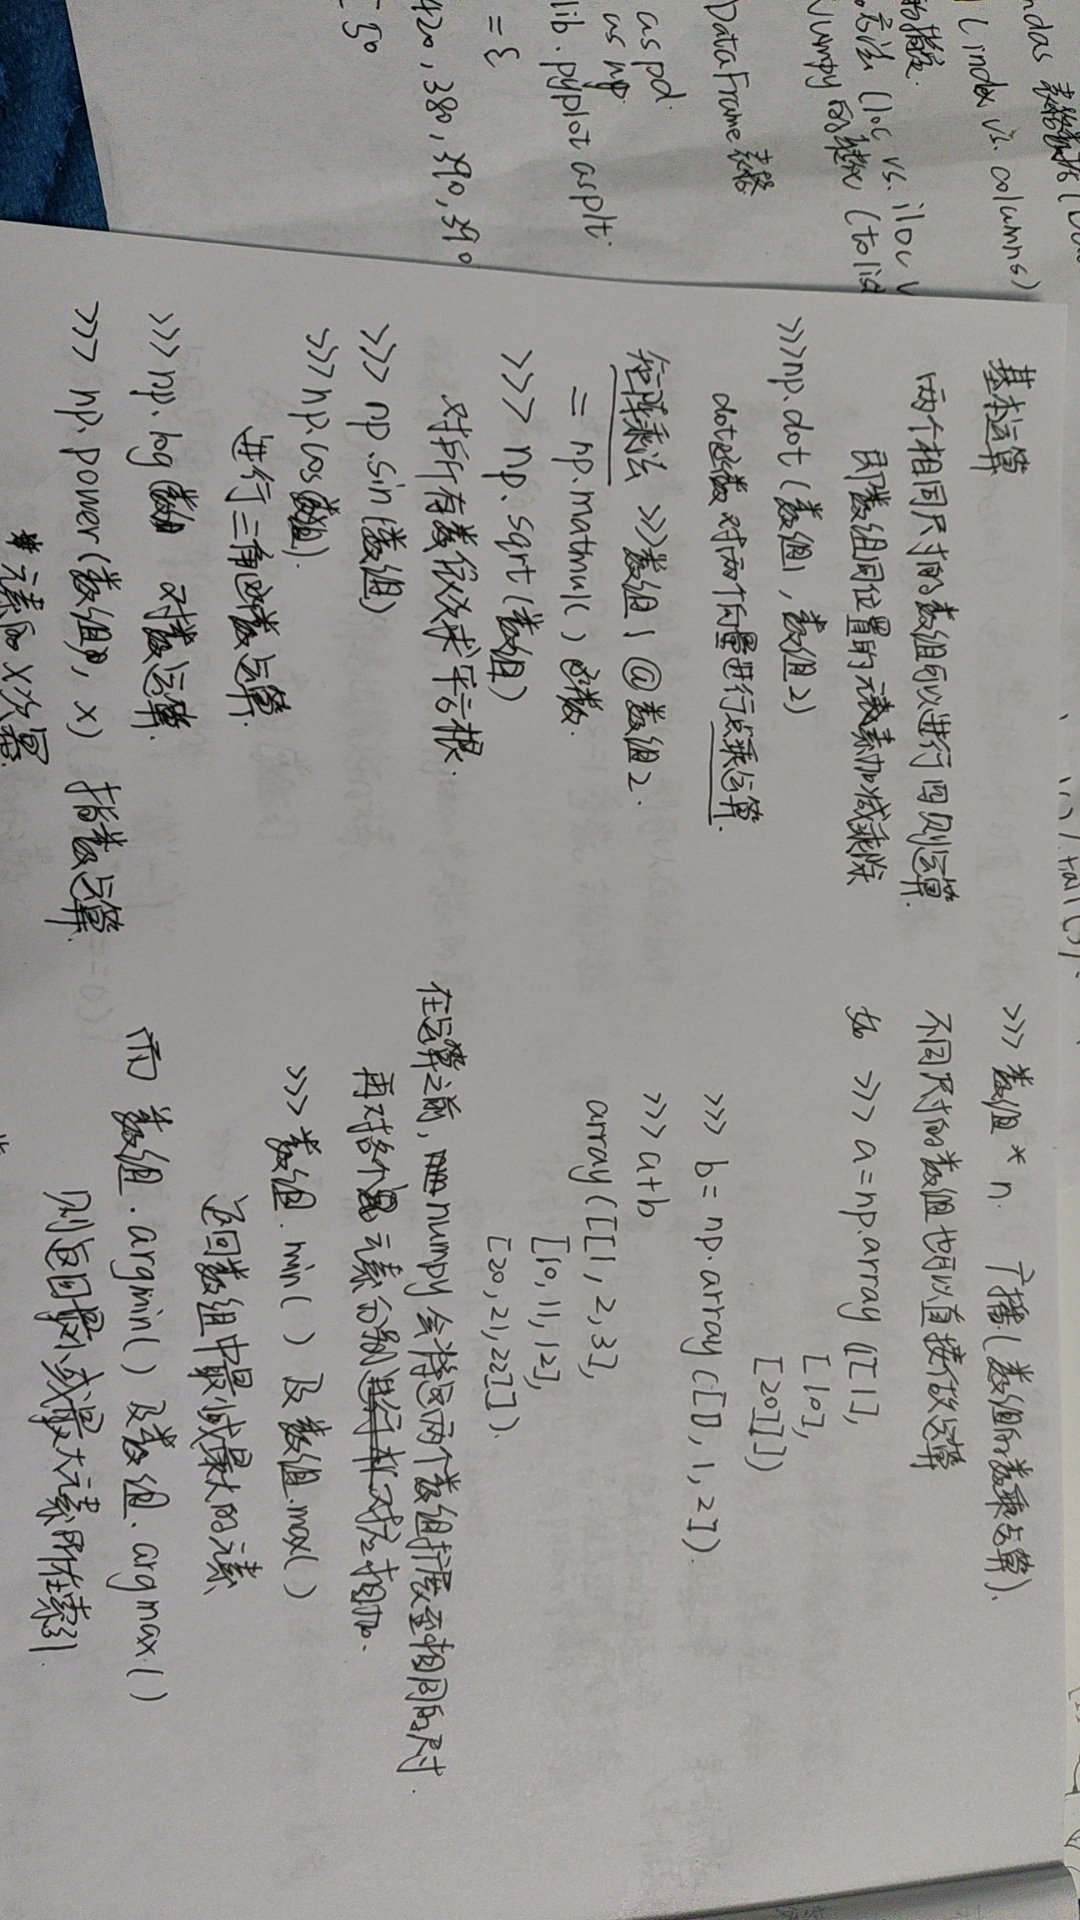 表格数据
(index vs. columns)
方法 (loc vs. iloc
Numpy 的转换 (tolis
DataFrame 表格
as pd.
as np.
lib.pyplot as plt.
= {
420, 380, 390, 390
基本运算
两个相同尺寸的数组可以进行四则运算.
即数组同位置的元素加减乘除
>>>np.dot(数组1, 数组2)
dot函数对两个向量进行点乘运算.
矩阵乘法 >>>数组1 @ 数组2.
= np.matmul() 函数.
>>> np.sqrt(数组)
对所有数依次求平方根.
>>> np.sin(数组)
>>>np.cos(数组).
进行三角函数运算.
>>>np.log 数组 对数运算.
>>> np.power(数组, x) 指数运算.
元素的x次幂.
>>> 数组 * n. 广播(数组的数乘运算).
不同尺寸的数组也可以直接做运算
如 >>> a=np.array([[1],
[10],
[20]])
>>> b = np.array([0,1,2]).
>>> a+b
array([[1,2,3],
[10,11,12],
[20,21,22]]).
在运算之前, numpy会将这两个数组扩展至相同的尺寸.
再对各个元素分别进行对应相加.
>>> 数组.min() 及 数组.max()
返回数组中最小或最大的元素
而 数组.argmin() 及数组.argmax()
则返回最小或最大元素所在索引.
.tail(3).